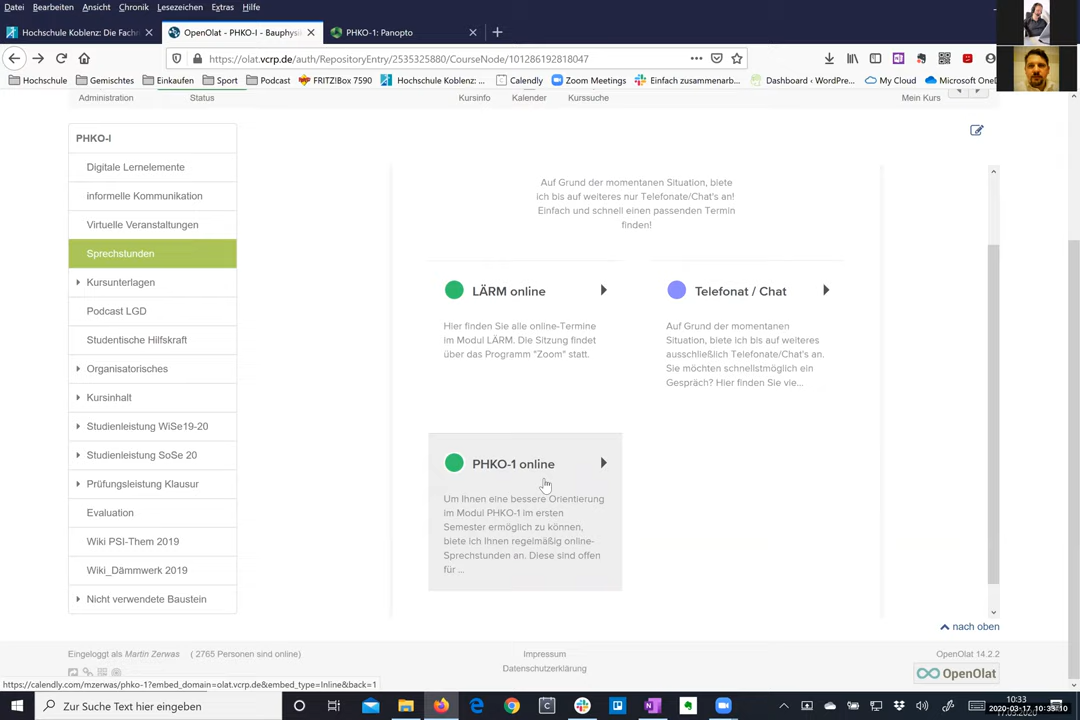 Datei Bearbeiten Ansicht Chronik Lesezeichen Extras Hilfe
Hochschule Koblenz: Die Fache
OpenOlat - PHKO-I - Bauphysi
PHKO-1: Panopto
https://olat.vcrp.de/auth/RepositoryEntry/2535325880/CourseNode/101286192818047
Hochschule Gemischtes Einkaufen Sport Podcast FRITZ!Box 7590 Hochschule Koblenz:... Calendly Zoom Meetings Einfach zusammenarb... Dashboard ‹ WordPre... My Cloud Microsoft OneD
Administration Status Kursinfo Kalender Kurssuche Mein Kurs
PHKO-I
Digitale Lernelemente
informelle Kommunikation
Virtuelle Veranstaltungen
Sprechstunden
Kursunterlagen
Podcast LGD
Studentische Hilfskraft
Organisatorisches
Kursinhalt
Studienleistung WiSe19-20
Studienleistung SoSe 20
Prüfungsleistung Klausur
Evaluation
Wiki PSI-Them 2019
Wiki_Dämmwerk 2019
Nicht verwendete Baustein
Auf Grund der momentanen Situation, biete
ich bis auf weiteres nur Telefonate/Chat's an!
Einfach und schnell einen passenden Termin
finden!
LÄRM online
Hier finden Sie alle online-Termine
im Modul LÄRM. Die Sitzung findet
über das Programm "Zoom" statt.
Telefonat / Chat
Auf Grund der momentanen
Situation, biete ich bis auf weiteres
ausschließlich Telefonate/Chat's an.
Sie möchten schnellstmöglich ein
Gespräch? Hier finden Sie vie...
PHKO-1 online
Um Ihnen eine bessere Orientierung
im Modul PHKO-1 im ersten
Semester ermöglich zu können,
biete ich Ihnen regelmäßig online-
Sprechstunden an. Diese sind offen
für ...
nach oben
Eingeloggt als Martin Zerwas ( 2765 Personen sind online)
Impressum
Datenschutzerklärung
OpenOlat 14.2.2
OpenOlat
https://calendly.com/mzerwas/phko-1?embed_domain=olat.vcrp.de&embed_type=Inline&back=1
Zur Suche Text hier eingeben
10:33
2020-03-17, 10:33:10